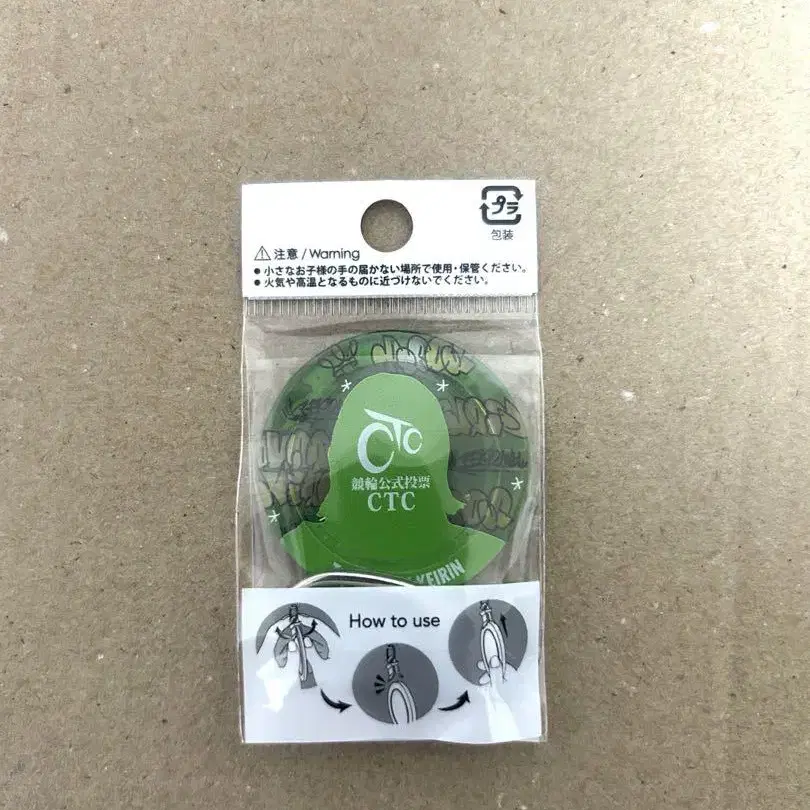 プラ
包装
⚠注意 / Warning
● 小さなお子様の手の届かない場所で使用・保管ください。
● 火気や高温となるものに近づけないでください。
CTC
競輪公式投票
CTC
KEIRIN
How to use